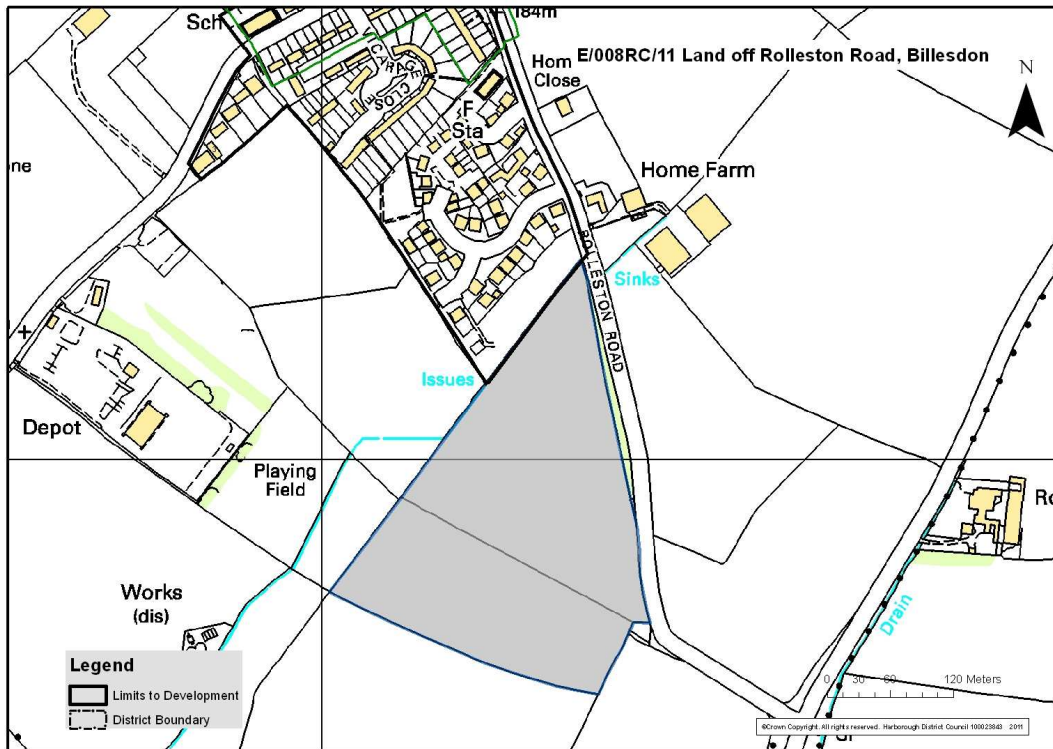 Sch
184m
E/008RC/11 Land off Rolleston Road, Billesdon
N
Hom
Close
F
Sta
Home Farm
ROLLESTON ROAD
Sinks
Issues
Depot
Playing
Field
Works
(dis)
Drain
Legend
Limits to Development
District Boundary
0 30 60 120 Meters
©Crown Copyright. All rights reserved. Harborough District Council 100023843 2011